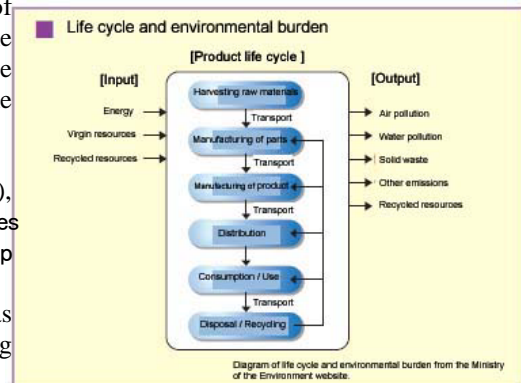 of
e
e
e
),
es
p
as
g
Life cycle and environmental burden
[Product life cycle ]
[Input]
[Output]
Harvesting raw materials
Energy
Transport
Air pollution
Virgin resources
Manufacturing of parts
Water pollution
Recycled resources
Transport
Solid waste
Manufacturing of product
Other emissions
Transport
Recycled resources
Distribution
Consumption / Use
Transport
Disposal / Recycling
Diagram of life cycle and environmental burden from the Ministry
of the Environment website.